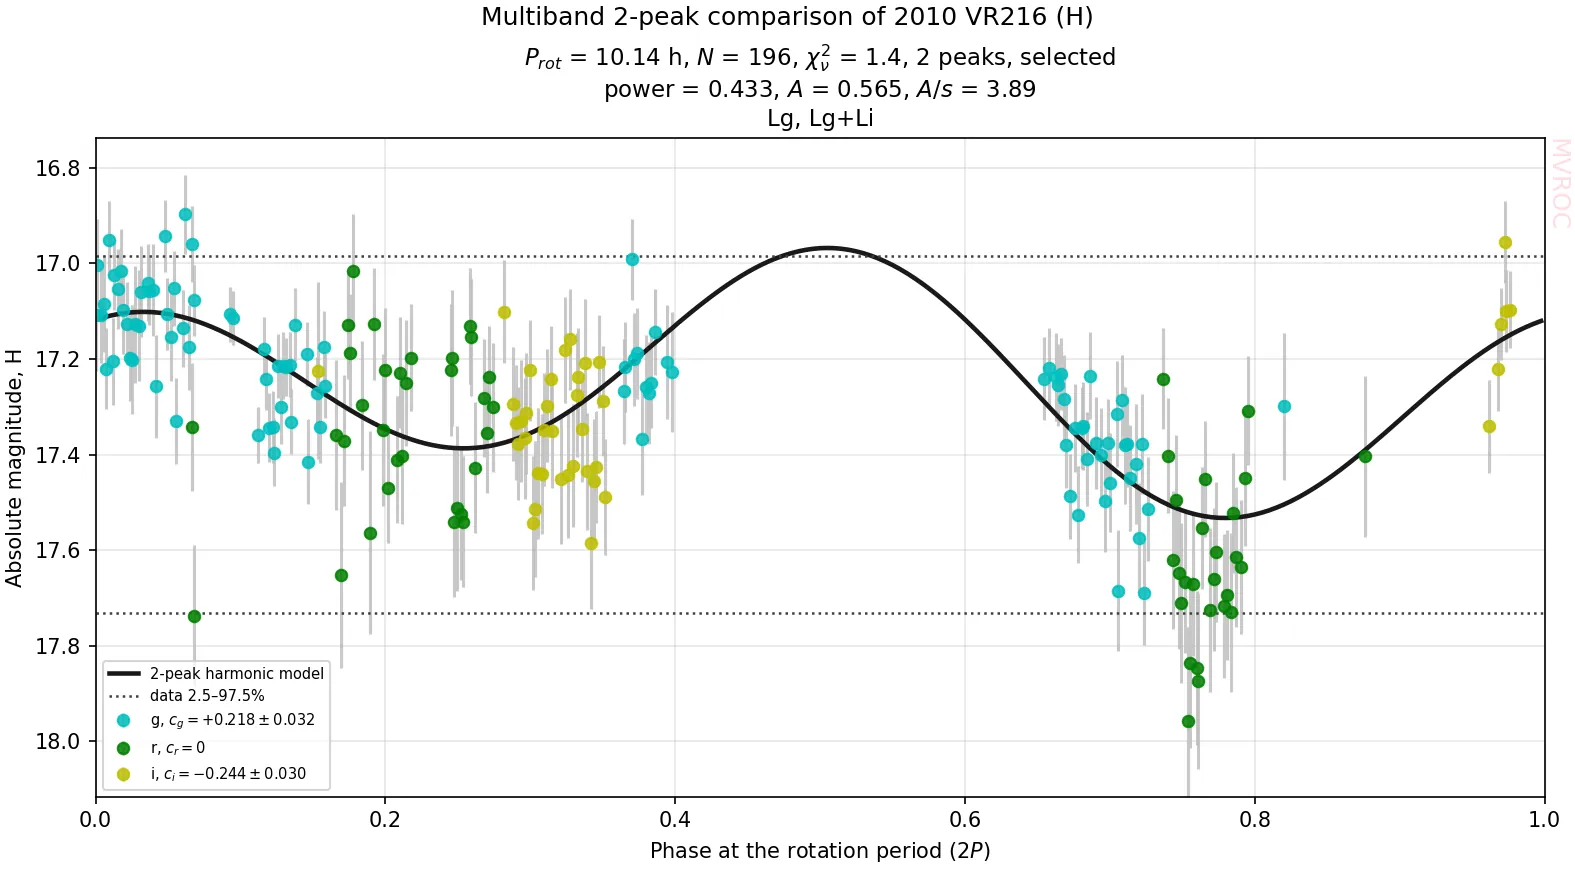 Multiband 2-peak comparison of 2010 VR216 (H)
P_rot = 10.14 h, N = 196, χ²_ν = 1.4, 2 peaks, selected
power = 0.433, A = 0.565, A/s = 3.89
Lg, Lg+Li
MVROC
Absolute magnitude, H
16.8
17.0
17.2
17.4
17.6
17.8
18.0
2-peak harmonic model
data 2.5–97.5%
g, c_g = +0.218 ± 0.032
r, c_r = 0
i, c_i = −0.244 ± 0.030
0.0 0.2 0.4 0.6 0.8 1.0
Phase at the rotation period (2P)